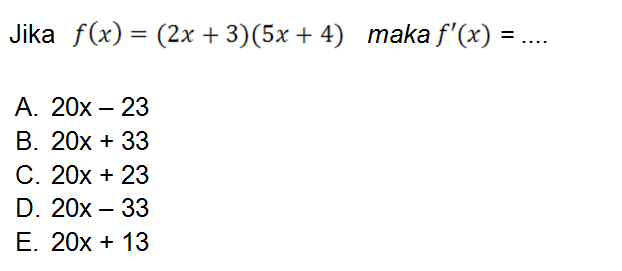 Jika f(x) = (2x + 3)(5x + 4) maka f'(x) = ....
A. 20x – 23
B. 20x + 33
C. 20x + 23
D. 20x – 33
E. 20x + 13